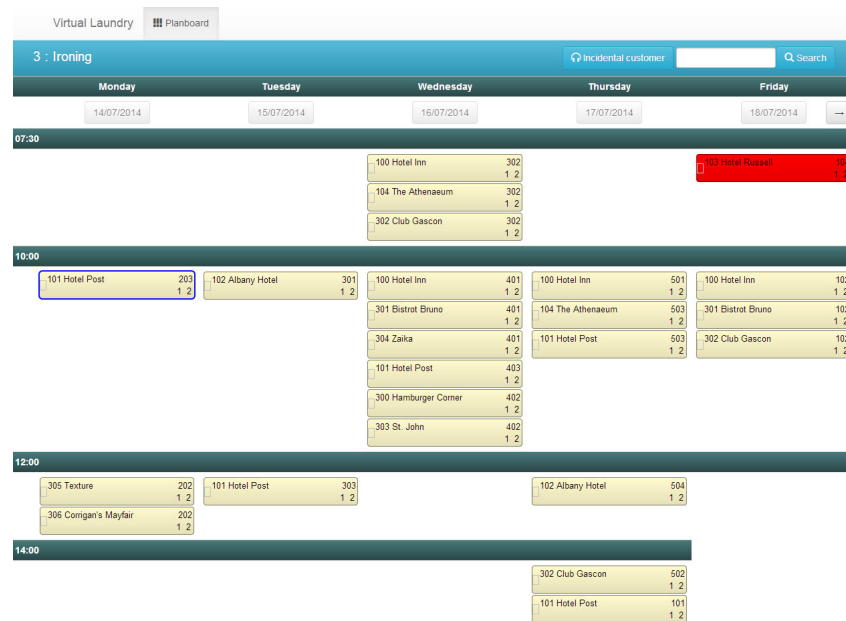 Virtual Laundry Planboard
3 : Ironing Incidental customer Search
Monday Tuesday Wednesday Thursday Friday
14/07/2014 15/07/2014 16/07/2014 17/07/2014 18/07/2014 →
07:30
100 Hotel Inn 302 103 Hotel Russell
1 2 1 2
104 The Athenaeum 302
1 2
302 Club Gascon 302
1 2
10:00
101 Hotel Post 203 102 Albany Hotel 301 100 Hotel Inn 401 100 Hotel Inn 501 100 Hotel Inn
1 2 1 2 1 2 1 2 1 2
301 Bistrot Bruno 401 104 The Athenaeum 503 301 Bistrot Bruno
1 2 1 2 1 2
304 Zaika 401 101 Hotel Post 503 302 Club Gascon
1 2 1 2 1 2
101 Hotel Post 403
1 2
300 Hamburger Corner 402
1 2
303 St. John 402
1 2
12:00
305 Texture 202 101 Hotel Post 303 102 Albany Hotel 504
1 2 1 2 1 2
306 Corrigan's Mayfair 202
1 2
14:00
302 Club Gascon 502
1 2
101 Hotel Post 101
1 2